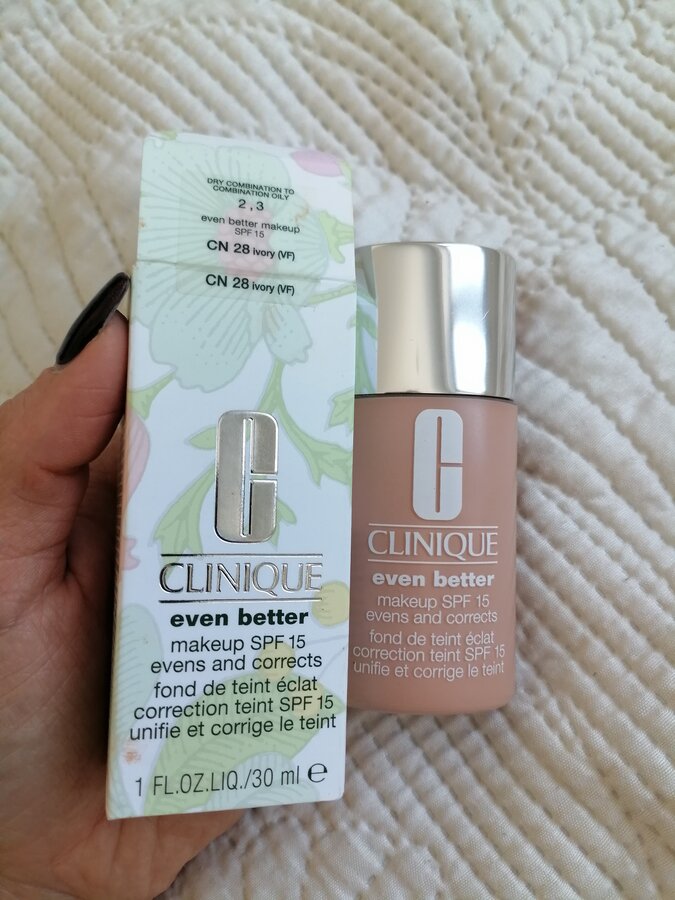 DRY COMBINATION TO
COMBINATION OILY
2 , 3
even better makeup
SPF 15
CN 28 ivory (VF)
CN 28 ivory (VF)
C
CLINIQUE
even better
makeup SPF 15
evens and corrects
fond de teint éclat
correction teint SPF 15
unifie et corrige le teint
1 FL.OZ.LIQ./30 ml ℮
C
CLINIQUE
even better
makeup SPF 15
evens and corrects
fond de teint éclat
correction teint SPF 15
unifie et corrige le teint